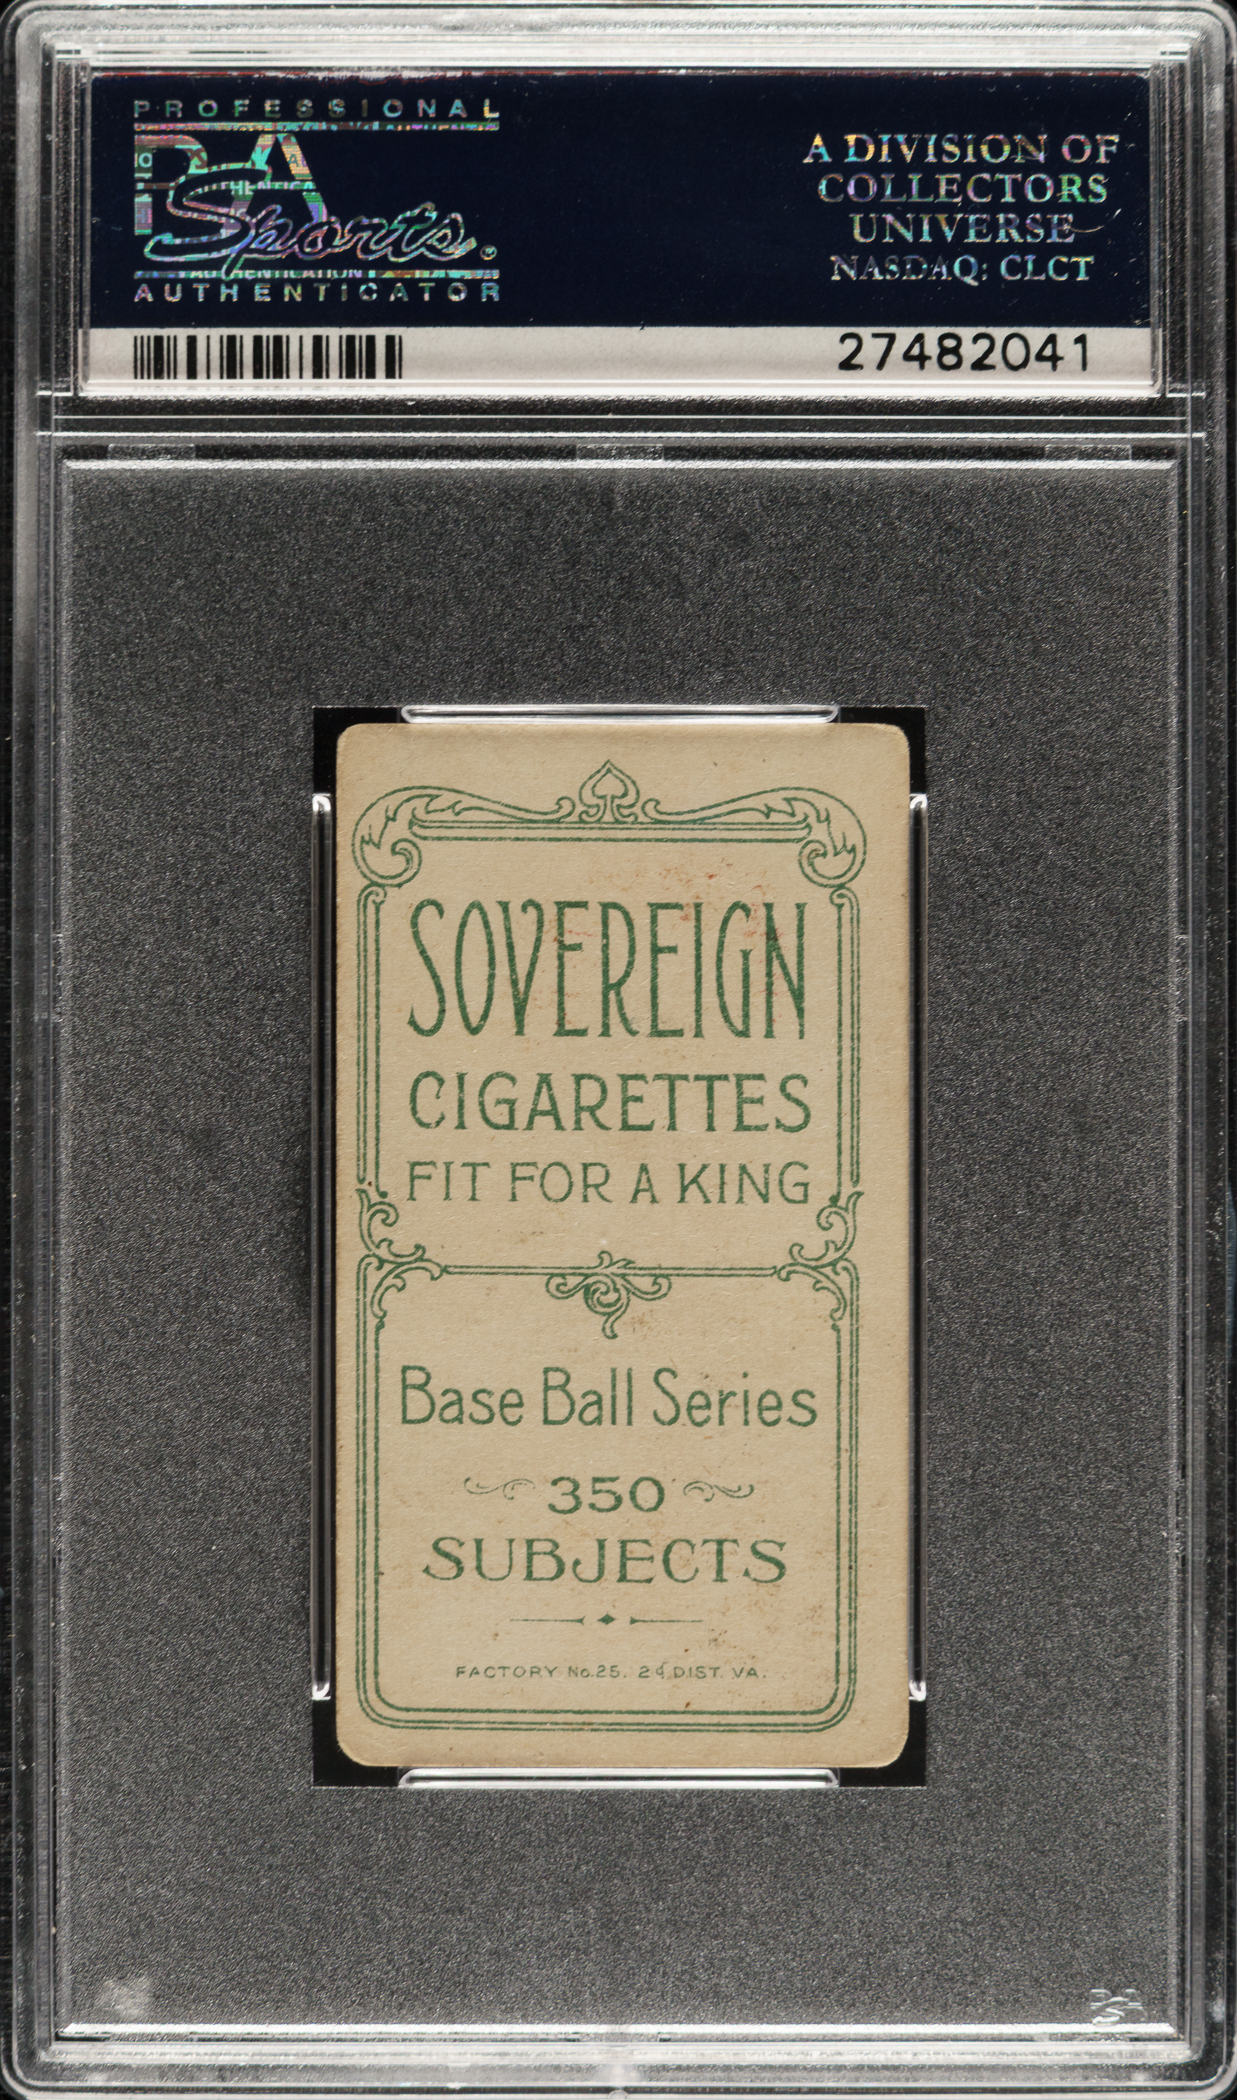 PROFESSIONAL
PSA
Sports
AUTHENTICATOR
A DIVISION OF
COLLECTORS
UNIVERSE
NASDAQ: CLCT
27482041
SOVEREIGN
CIGARETTES
FIT FOR A KING
Base Ball Series
350
SUBJECTS
FACTORY No. 25. 2d DIST. VA.
PSA